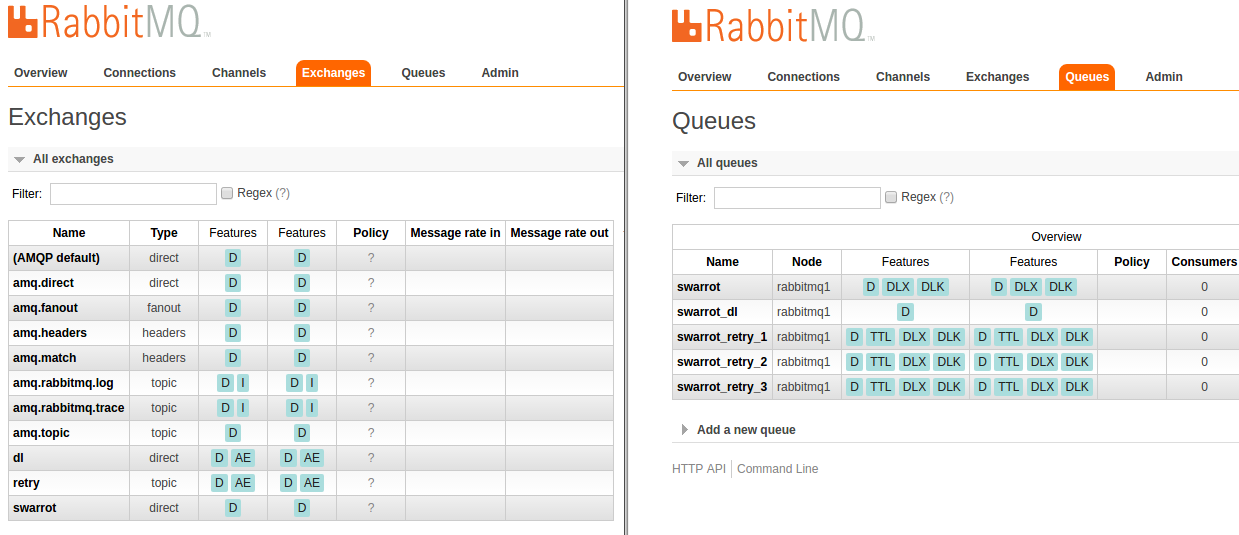 RabbitMQ™
Overview Connections Channels Exchanges Queues Admin
Exchanges
All exchanges
Filter: Regex (?)
Name Type Features Features Policy Message rate in Message rate out
(AMQP default) direct D D ?
amq.direct direct D D ?
amq.fanout fanout D D ?
amq.headers headers D D ?
amq.match headers D D ?
amq.rabbitmq.log topic D I D I ?
amq.rabbitmq.trace topic D I D I ?
amq.topic topic D D ?
dl direct D AE D AE ?
retry topic D AE D AE ?
swarrot direct D D ?
RabbitMQ™
Overview Connections Channels Exchanges Queues Admin
Queues
All queues
Filter: Regex (?)
Overview
Name Node Features Features Policy Consumers
swarrot rabbitmq1 D DLX DLK D DLX DLK 0
swarrot_dl rabbitmq1 D D 0
swarrot_retry_1 rabbitmq1 D TTL DLX DLK D TTL DLX DLK 0
swarrot_retry_2 rabbitmq1 D TTL DLX DLK D TTL DLX DLK 0
swarrot_retry_3 rabbitmq1 D TTL DLX DLK D TTL DLX DLK 0
Add a new queue
HTTP API Command Line